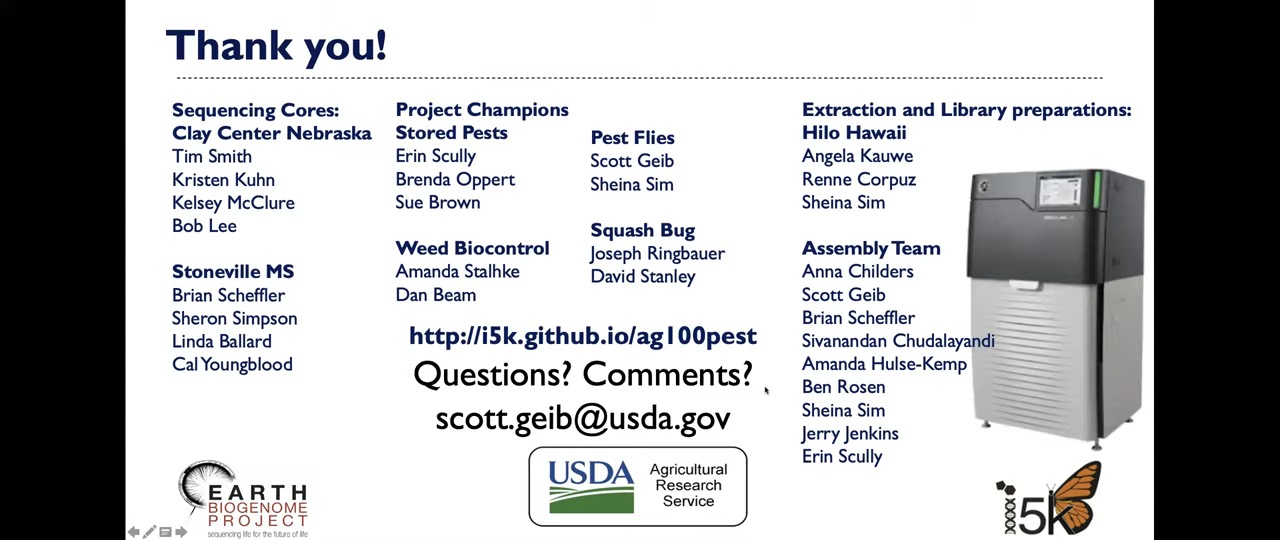 Thank you!
Sequencing Cores:
Clay Center Nebraska
Tim Smith
Kristen Kuhn
Kelsey McClure
Bob Lee
Stoneville MS
Brian Scheffler
Sheron Simpson
Linda Ballard
Cal Youngblood
Project Champions
Stored Pests
Erin Scully
Brenda Oppert
Sue Brown
Weed Biocontrol
Amanda Stalhke
Dan Beam
Pest Flies
Scott Geib
Sheina Sim
Squash Bug
Joseph Ringbauer
David Stanley
Extraction and Library preparations:
Hilo Hawaii
Angela Kauwe
Renne Corpuz
Sheina Sim
Assembly Team
Anna Childers
Scott Geib
Brian Scheffler
Sivanandan Chudalayandi
Amanda Hulse-Kemp
Ben Rosen
Sheina Sim
Jerry Jenkins
Erin Scully
http://i5k.github.io/ag100pest
Questions? Comments?
scott.geib@usda.gov
EARTH
BIOGENOME
PROJECT
sequencing life for the future of life
USDA
Agricultural
Research
Service
i5k